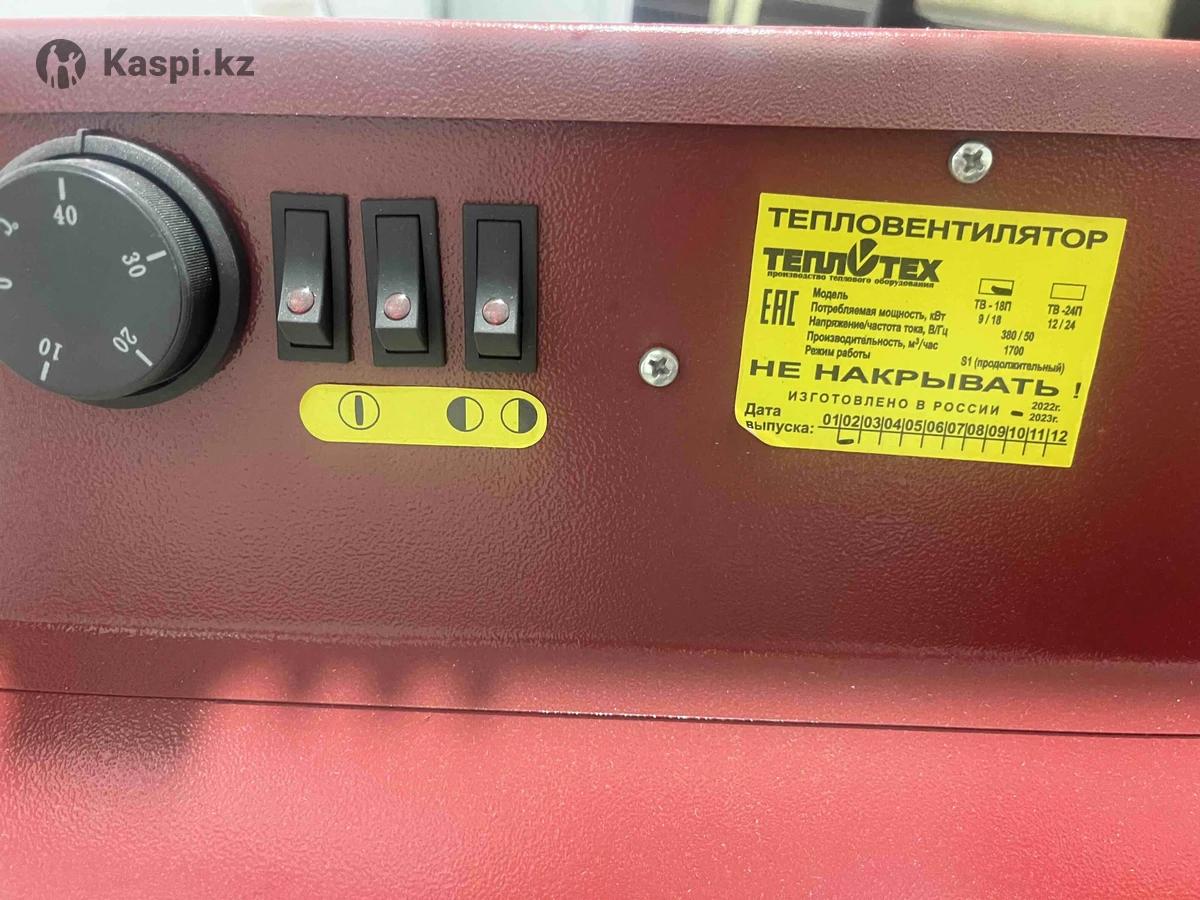 Kaspi.kz
°C
40
30
20
10
0
ТЕПЛОВЕНТИЛЯТОР
ТЕПЛОТЕХ
производство теплового оборудования
EAC
Модель ТВ - 18П ТВ -24П
Потребляемая мощность, кВт 9 / 18 12 / 24
Напряжение/частота тока, В/Гц 380 / 50
Производительность, м³/час 1700
Режим работы S1 (продолжительный)
НЕ НАКРЫВАТЬ !
ИЗГОТОВЛЕНО В РОССИИ
2022г.
2023г.
Дата выпуска: 01|02|03|04|05|06|07|08|09|10|11|12